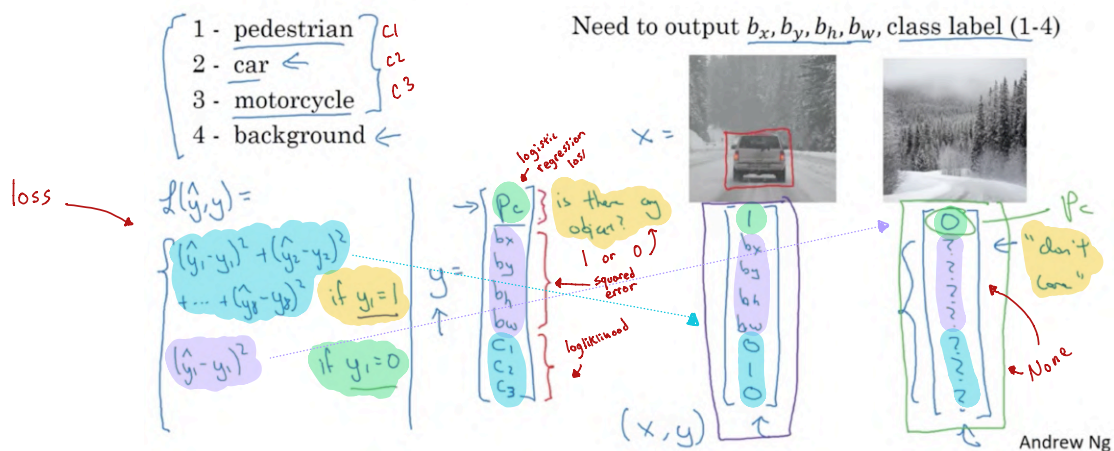 1 - pedestrian
2 - car
3 - motorcycle
4 - background
C1
C2
C3
Need to output bx, by, bh, bw, class label (1-4)
x =
loss
L(ŷ,y) =
(ŷ1-y1)² + (ŷ2-y2)²
+ ... + (ŷ8-y8)² if y1=1
(ŷ1-y1)² if y1=0
y =
logistic
regression
loss
Pc
bx
by
bh
bw
C1
C2
C3
is there any
object?
1 or 0
squared
error
logliklihood
(x, y)
1
bx
by
bh
bw
0
1
0
0
?
?
?
?
?
?
?
Pc
"don't
care"
None
Andrew Ng